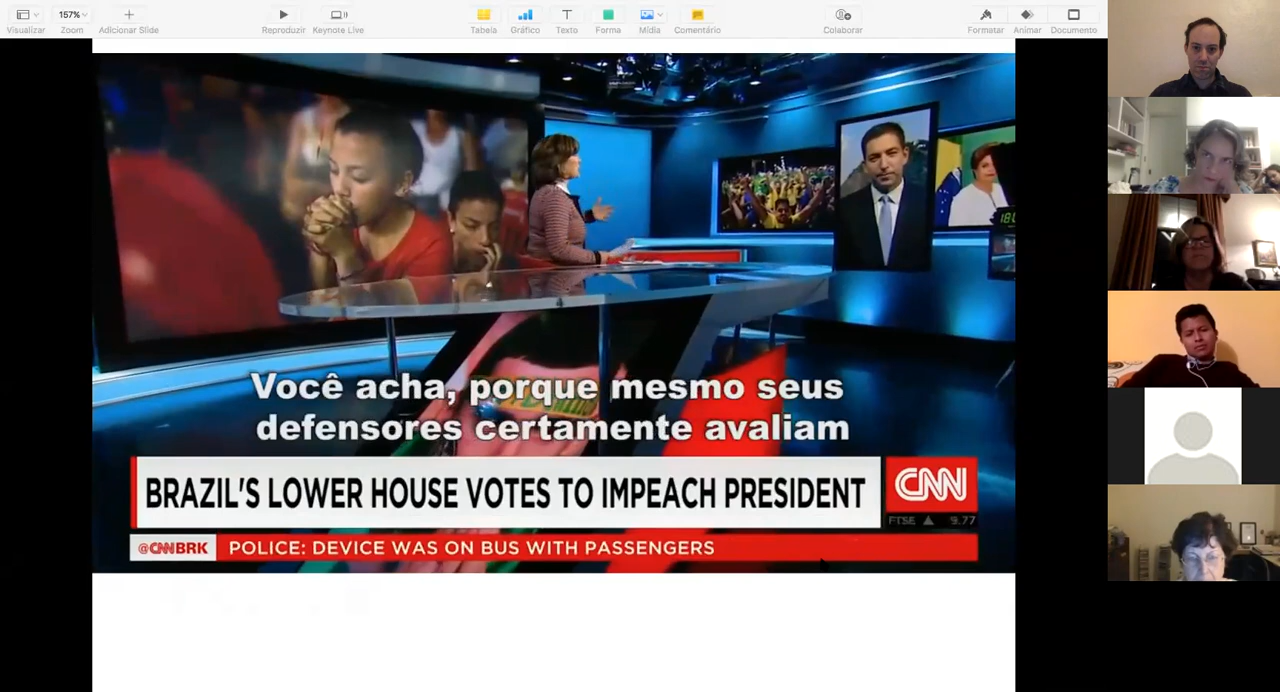 157%
Visualizar
Zoom
Adicionar Slide
Reproduzir
Keynote Live
Tabela
Gráfico
Texto
Forma
Mídia
Comentário
Colaborar
Formatar
Animar
Documento
Você acha, porque mesmo seus
defensores certamente avaliam
BRAZIL'S LOWER HOUSE VOTES TO IMPEACH PRESIDENT
CNN
FTSE ▲ 9.77
@CNNBRK
POLICE: DEVICE WAS ON BUS WITH PASSENGERS